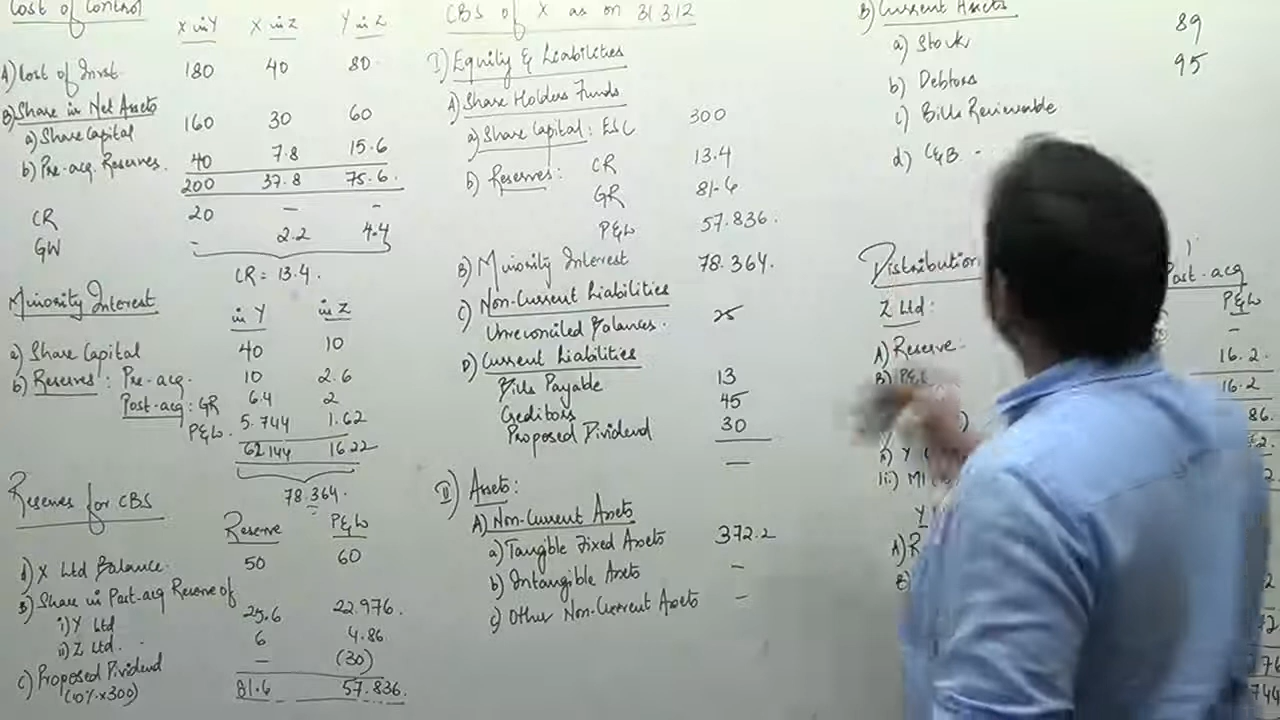 Cost of Control
X in Y X in Z Y in Z
A) Cost of Invst. 180 40 80
B) Share in Net Assets
a) Share Capital 160 30 60
b) Pre-acq. Reserves. 40 7.8 15.6
200 37.8 75.6.
CR 20 – –
GW – 2.2 4.4
CR = 13.4.
Minority Interest
in Y in Z
a) Share Capital 40 10
b) Reserves: Pre-acq. 10 2.6
Post-acq: GR 6.4 2
P&L. 5.744 1.62
62.144 16.22
78.364.
Reserves for CBS
Reserve P&L
A) X Ltd Balance. 50 60
B) Share in Post-acq Reserve of
i) Y Ltd 25.6 22.976.
ii) Z Ltd. 6 4.86
C) Proposed Dividend – (30)
(10% x 300)
81.6 57.836.
CBS of X as on 31.3.12
I) Equity & Liabilities
A) Share Holders Funds
a) Share Capital: ESC 300
b) Reserves: CR 13.4
GR 81.6
P&L 57.836.
B) Minority Interest 78.364.
C) Non-Current Liabilities
Unreconciled Balances. 25
D) Current Liabilities
Bills Payable 13
Creditors 45
Proposed Dividend 30
–
II) Assets:
A) Non-Current Assets
a) Tangible Fixed Assets 372.2
b) Intangible Assets –
c) Other Non-Current Assets –
B) Current Assets
a) Stock 89
b) Debtors 95
c) Bills Receivable
d) C&B -
Distribution
Post-acq
Z Ltd: P&L
–
A) Reserve: 16.2.
B) P&L 16.2
86.
ii) Y
iii) MI
A) R
B)
76
744